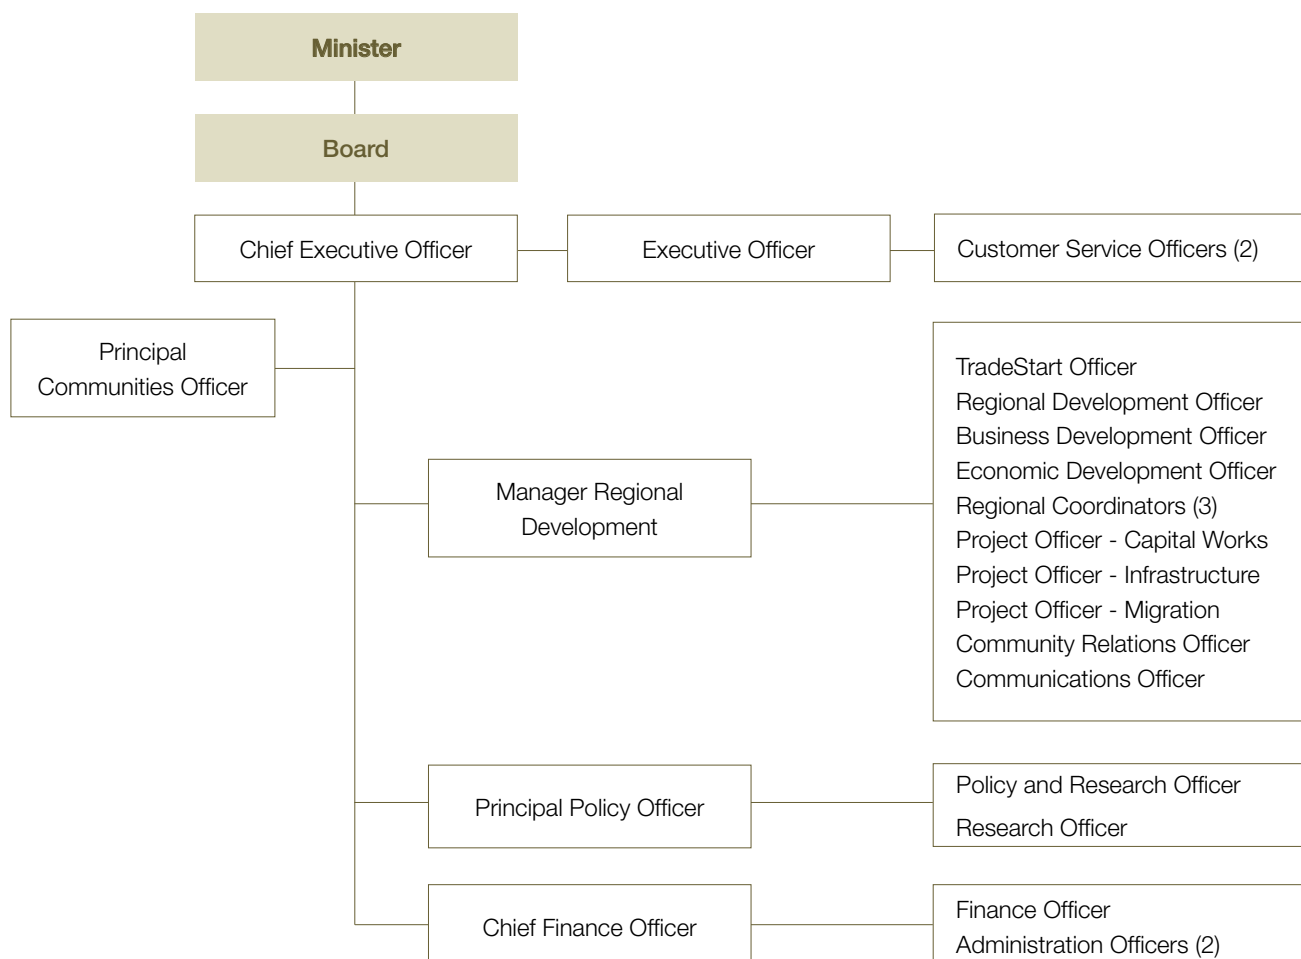 Minister
Board
Chief Executive Officer
Executive Officer
Customer Service Officers (2)
Principal
Communities Officer
TradeStart Officer
Regional Development Officer
Business Development Officer
Economic Development Officer
Regional Coordinators (3)
Project Officer - Capital Works
Project Officer - Infrastructure
Project Officer - Migration
Community Relations Officer
Communications Officer
Manager Regional
Development
Principal Policy Officer
Policy and Research Officer
Research Officer
Chief Finance Officer
Finance Officer
Administration Officers (2)